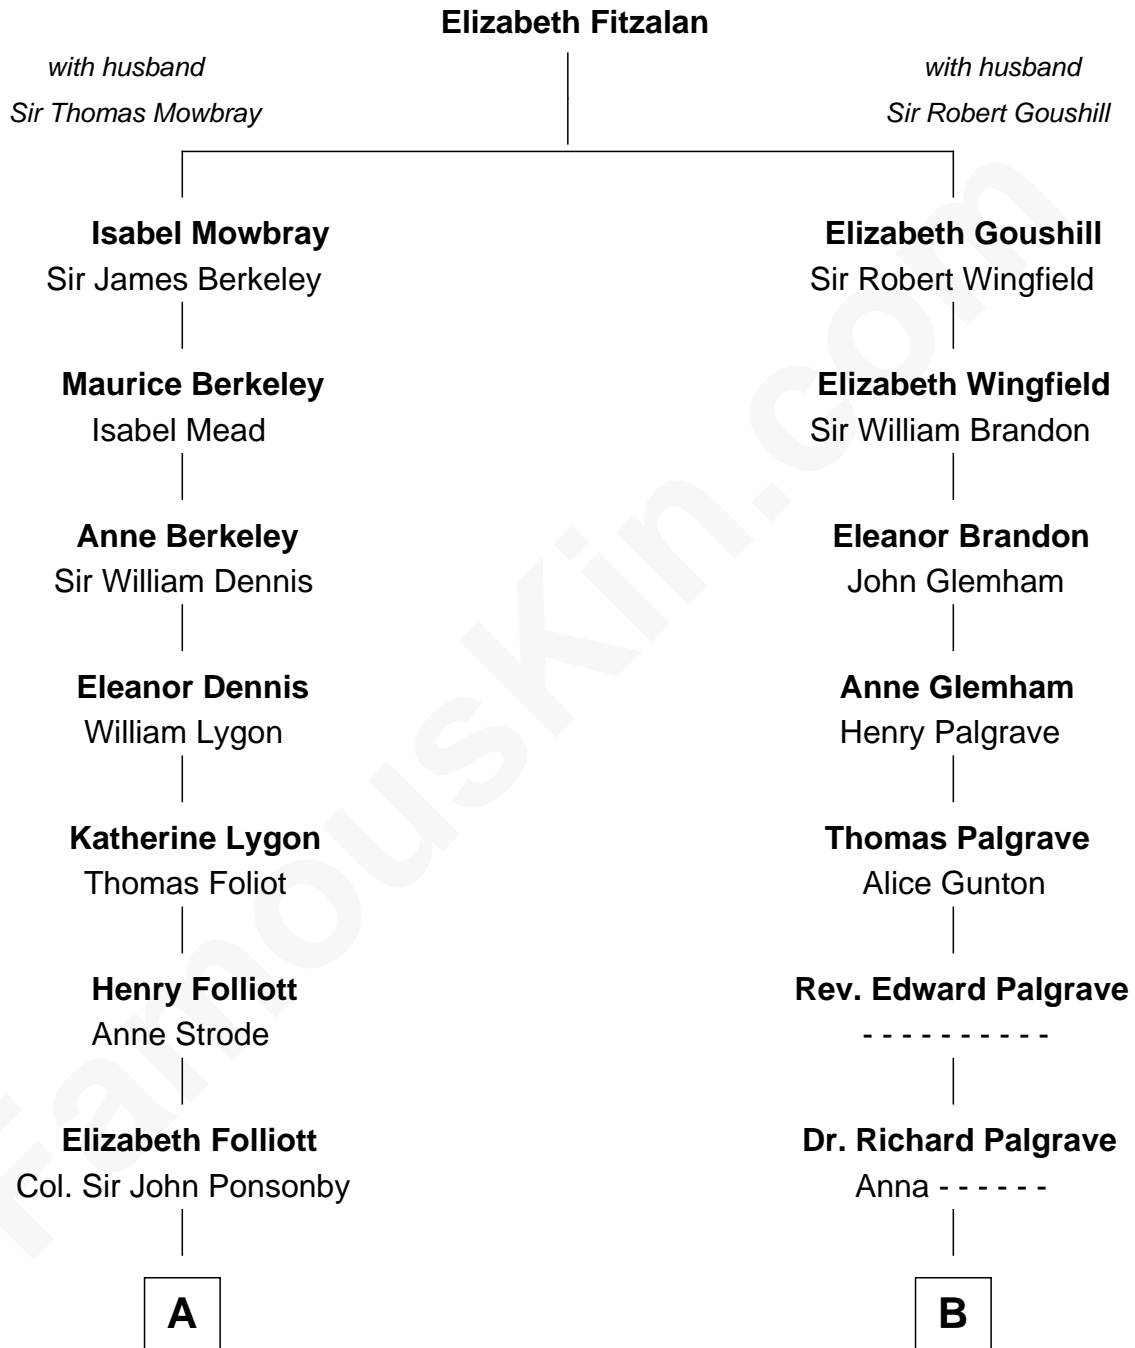 Elizabeth Fitzalan
with husband
Sir Thomas Mowbray
with husband
Sir Robert Goushill
Isabel Mowbray
Sir James Berkeley
Elizabeth Goushill
Sir Robert Wingfield
Maurice Berkeley
Isabel Mead
Elizabeth Wingfield
Sir William Brandon
Anne Berkeley
Sir William Dennis
Eleanor Brandon
John Glemham
Eleanor Dennis
William Lygon
Anne Glemham
Henry Palgrave
Katherine Lygon
Thomas Foliot
Thomas Palgrave
Alice Gunton
Henry Folliott
Anne Strode
Rev. Edward Palgrave
- - - - - - - - - -
Elizabeth Folliott
Col. Sir John Ponsonby
Dr. Richard Palgrave
Anna - - - - - -
A
B
FamousKin.com